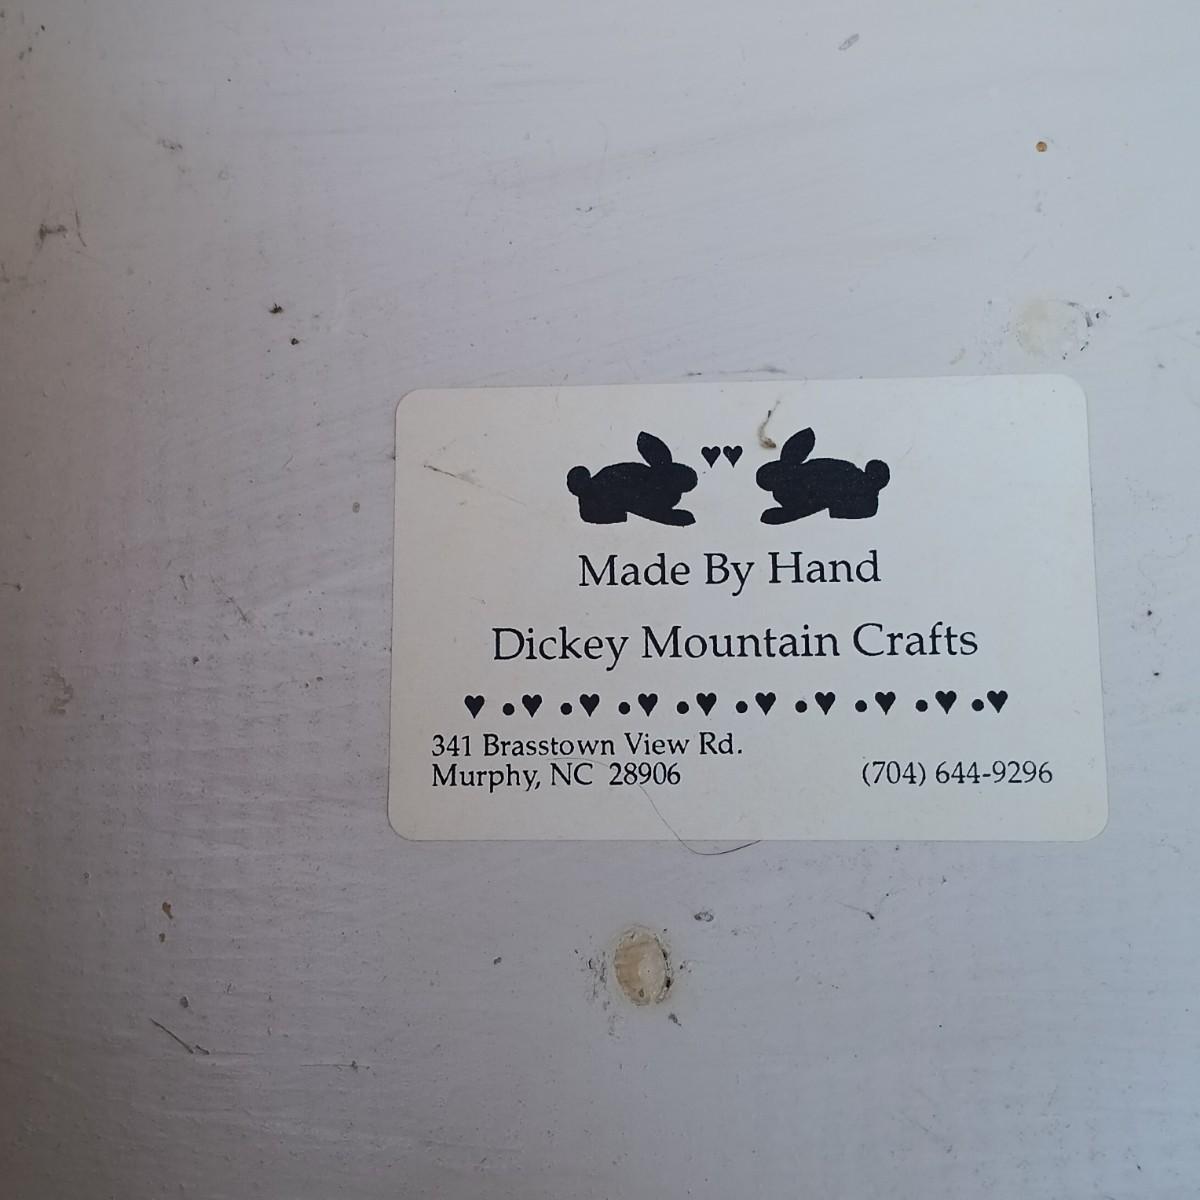 Made By Hand
Dickey Mountain Crafts
341 Brasstown View Rd.
Murphy, NC 28906
(704) 644-9296